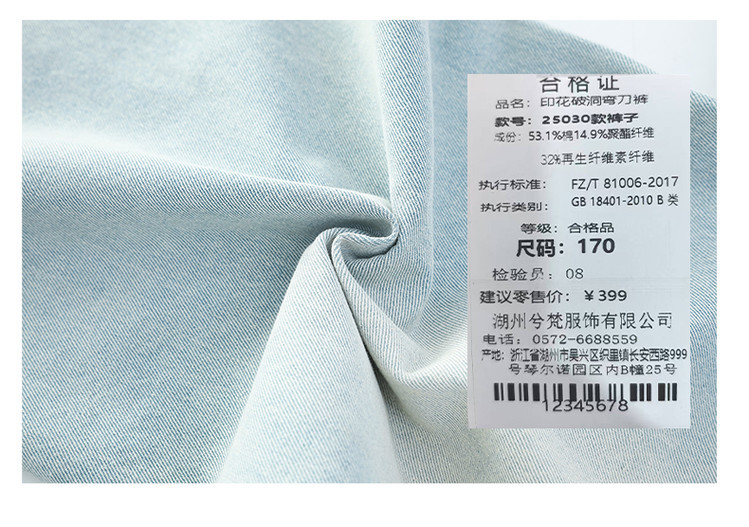 合格证
品名：印花破洞弯刀裤
款号：25030款裤子
成份：53.1%棉14.9%聚酯纤维
32%再生纤维素纤维
执行标准： FZ/T 81006-2017
执行类别： GB 18401-2010 B 类
等级：合格品
尺码：170
检验员：08
建议零售价：￥399
湖州兮梵服饰有限公司
电话：0572-6688559
产地：浙江省湖州市吴兴区织里镇长安西路999
号琴尔诺园区内B幢25号
12345678